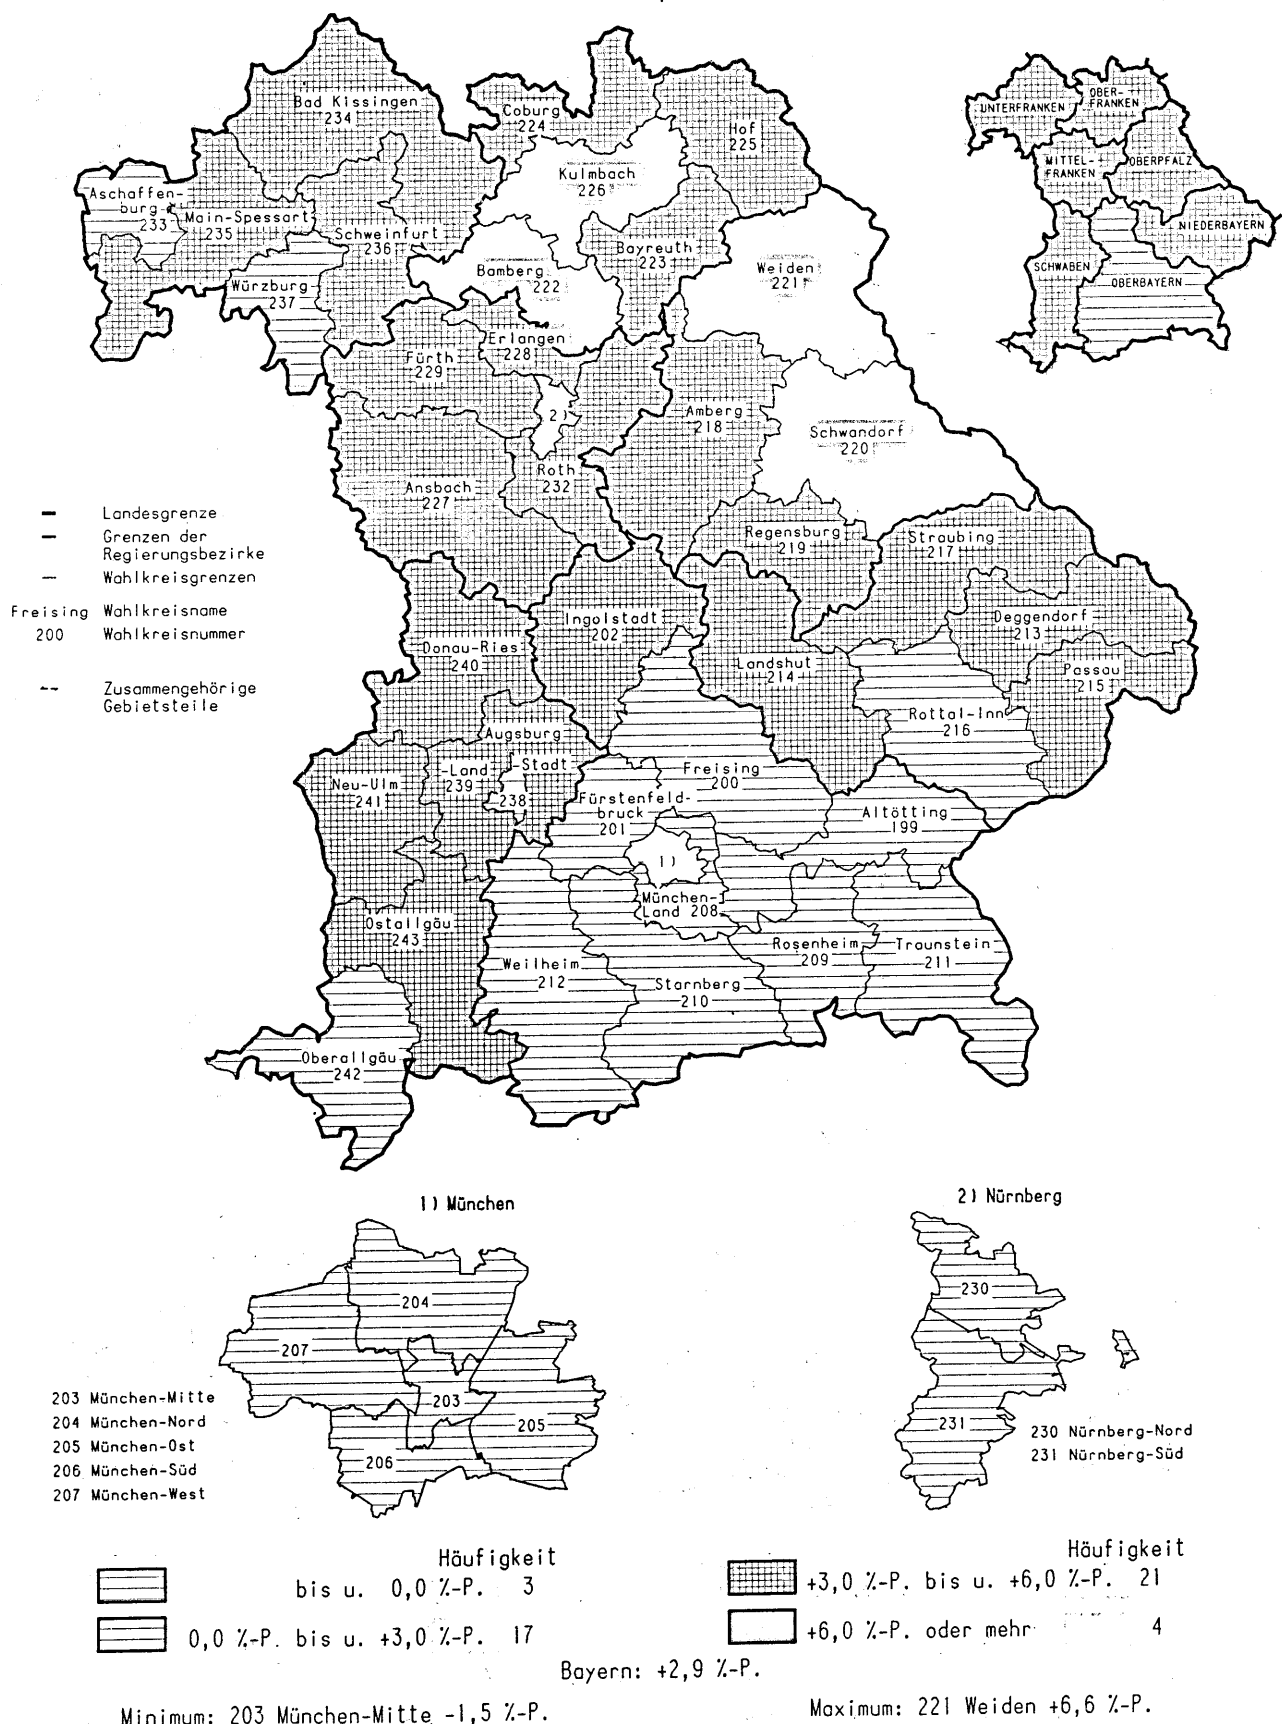 Bad Kissingen
234
Coburg
224
Hof
225
Kulmbach
226
Aschaffen-
burg
233
Main-Spessart
235
Schweinfurt
236
Bayreuth
223
Bamberg
222
Weiden
221
Würzburg
237
Erlangen
228
Fürth
229
2)
Amberg
218
Schwandorf
220
Roth
232
Ansbach
227
Regensburg
219
Straubing
217
Ingolstadt
202
Deggendorf
213
Donau-Ries
240
Landshut
214
Passau
215
Rottal-Inn
216
Augsburg
-Land
239
-Stadt
238
Neu-Ulm
241
Freising
200
Fürstenfeld-
bruck
201
Altötting
199
1)
München-
Land 208
Ostallgäu
243
Rosenheim
209
Traunstein
211
Weilheim
212
Starnberg
210
Oberallgäu
242
UNTERFRANKEN
OBER-
FRANKEN
MITTEL-
FRANKEN
OBERPFALZ
NIEDERBAYERN
SCHWABEN
OBERBAYERN
Landesgrenze
Grenzen der
Regierungsbezirke
Wahlkreisgrenzen
Freising Wahlkreisname
200 Wahlkreisnummer
Zusammengehörige
Gebietsteile
1) München
204
207
203
205
206
203 München-Mitte
204 München-Nord
205 München-Ost
206 München-Süd
207 München-West
2) Nürnberg
230
231
230 Nürnberg-Nord
231 Nürnberg-Süd
Häufigkeit
bis u. 0,0 %-P. 3
0,0 %-P. bis u. +3,0 %-P. 17
Häufigkeit
+3,0 %-P. bis u. +6,0 %-P. 21
+6,0 %-P. oder mehr 4
Bayern: +2,9 %-P.
Minimum: 203 München-Mitte -1,5 %-P.
Maximum: 221 Weiden +6,6 %-P.